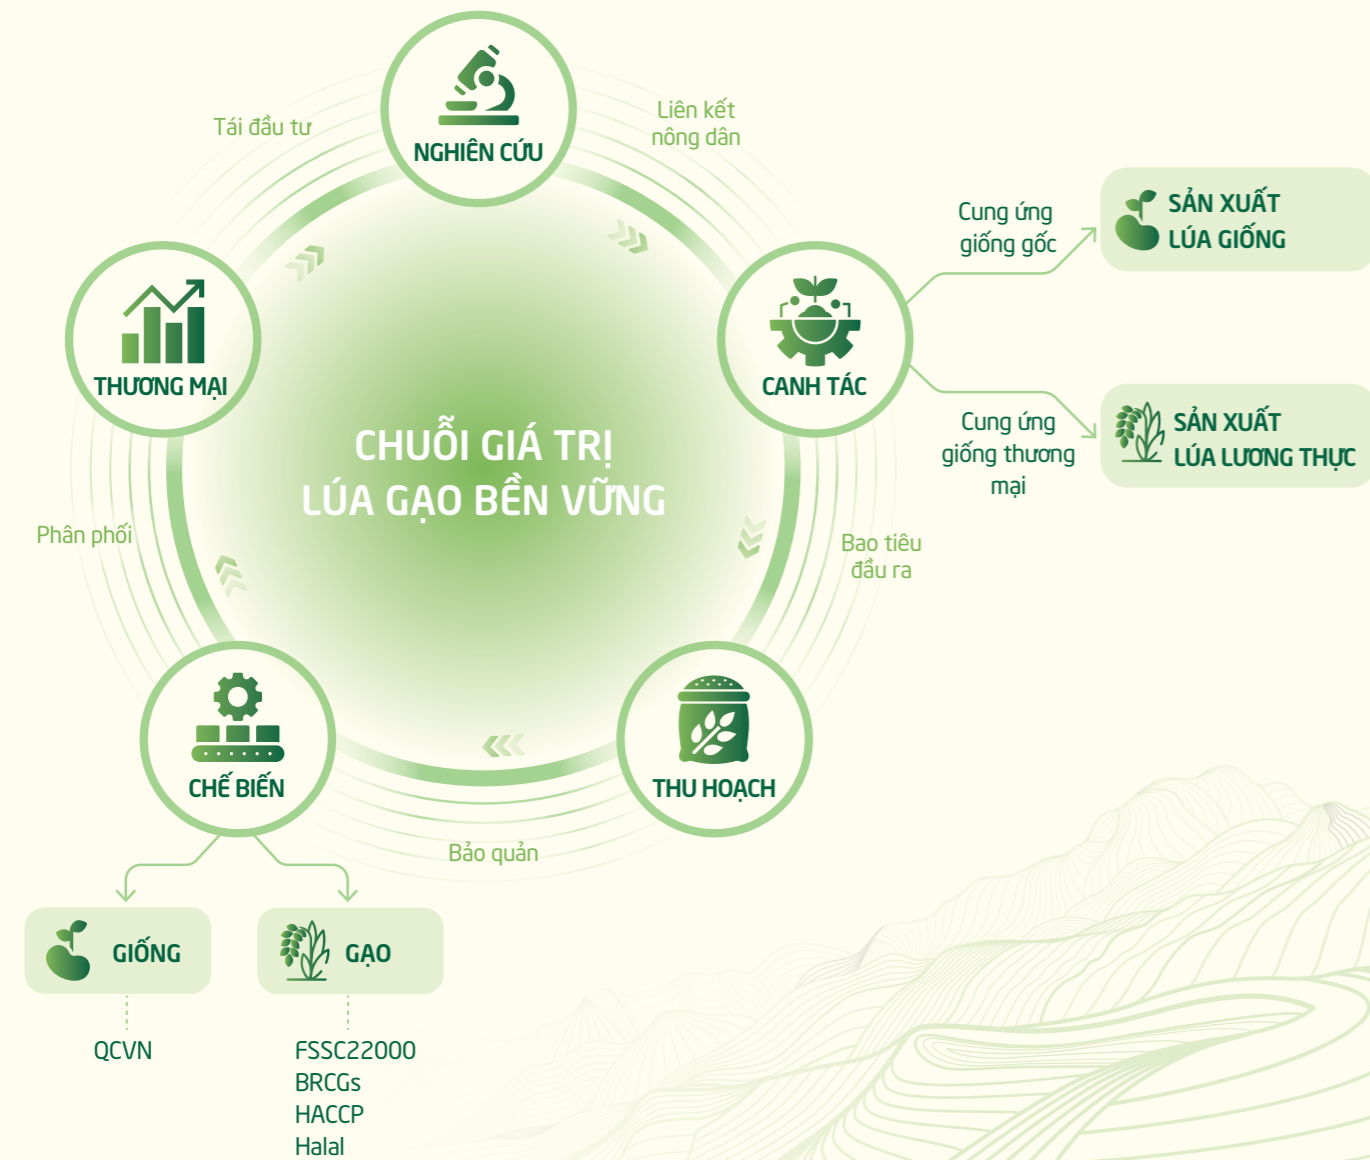 Tái đầu tư
NGHIÊN CỨU
Liên kết
nông dân
THƯƠNG MẠI
CANH TÁC
Cung ứng
giống gốc
SẢN XUẤT
LÚA GIỐNG
Cung ứng
giống thương
mại
SẢN XUẤT
LÚA LƯƠNG THỰC
CHUỖI GIÁ TRỊ
LÚA GẠO BỀN VỮNG
Phân phối
Bao tiêu
đầu ra
CHẾ BIẾN
THU HOẠCH
Bảo quản
GIỐNG
GẠO
QCVN
FSSC22000
BRCGs
HACCP
Halal